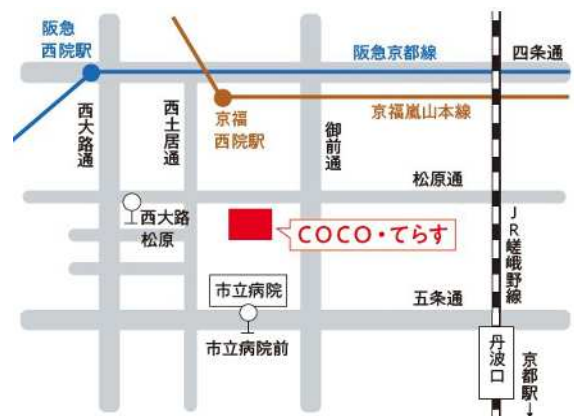 阪急
西院駅
阪急京都線
四条通
西大路通
西土居通
京福
西院駅
御前通
京福嵐山本線
松原通
西大路
松原
COCO・てらす
JR嵯峨野線
市立病院
五条通
市立病院前
丹波口
京都駅↓